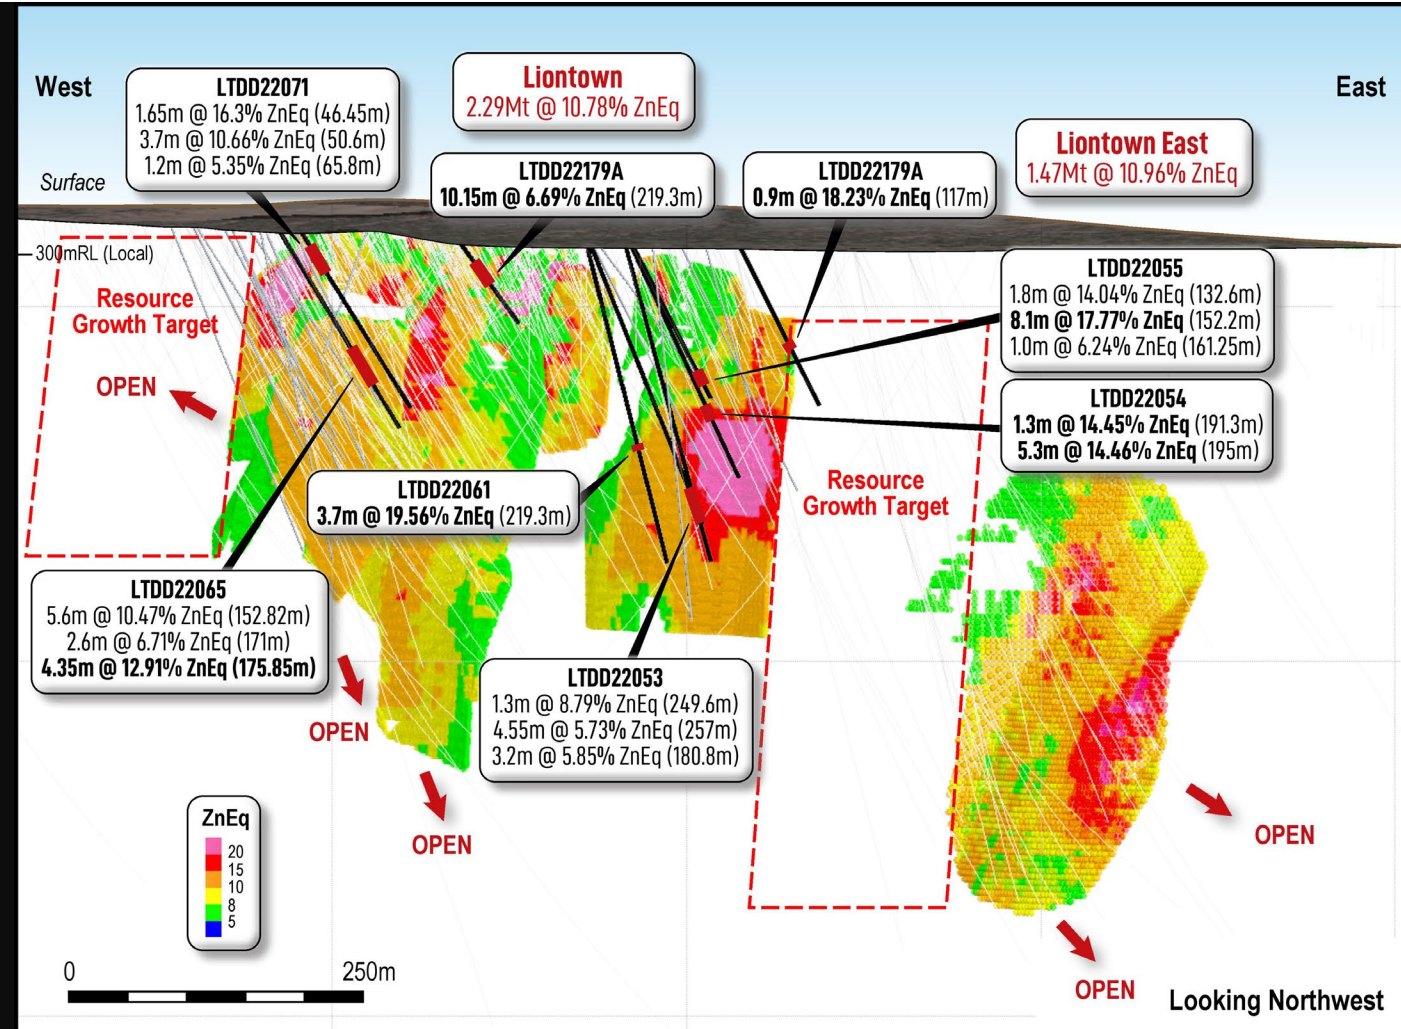 West
East
LTDD22071
1.65m @ 16.3% ZnEq (46.45m)
3.7m @ 10.66% ZnEq (50.6m)
1.2m @ 5.35% ZnEq (65.8m)
Liontown
2.29Mt @ 10.78% ZnEq
Liontown East
1.47Mt @ 10.96% ZnEq
LTDD22179A
10.15m @ 6.69% ZnEq (219.3m)
LTDD22179A
0.9m @ 18.23% ZnEq (117m)
Surface
300mRL (Local)
Resource
Growth Target
OPEN
LTDD22055
1.8m @ 14.04% ZnEq (132.6m)
8.1m @ 17.77% ZnEq (152.2m)
1.0m @ 6.24% ZnEq (161.25m)
LTDD22054
1.3m @ 14.45% ZnEq (191.3m)
5.3m @ 14.46% ZnEq (195m)
Resource
Growth Target
LTDD22061
3.7m @ 19.56% ZnEq (219.3m)
LTDD22065
5.6m @ 10.47% ZnEq (152.82m)
2.6m @ 6.71% ZnEq (171m)
4.35m @ 12.91% ZnEq (175.85m)
LTDD22053
1.3m @ 8.79% ZnEq (249.6m)
4.55m @ 5.73% ZnEq (257m)
3.2m @ 5.85% ZnEq (180.8m)
OPEN
OPEN
OPEN
OPEN
ZnEq
20
15
10
8
5
0
250m
Looking Northwest